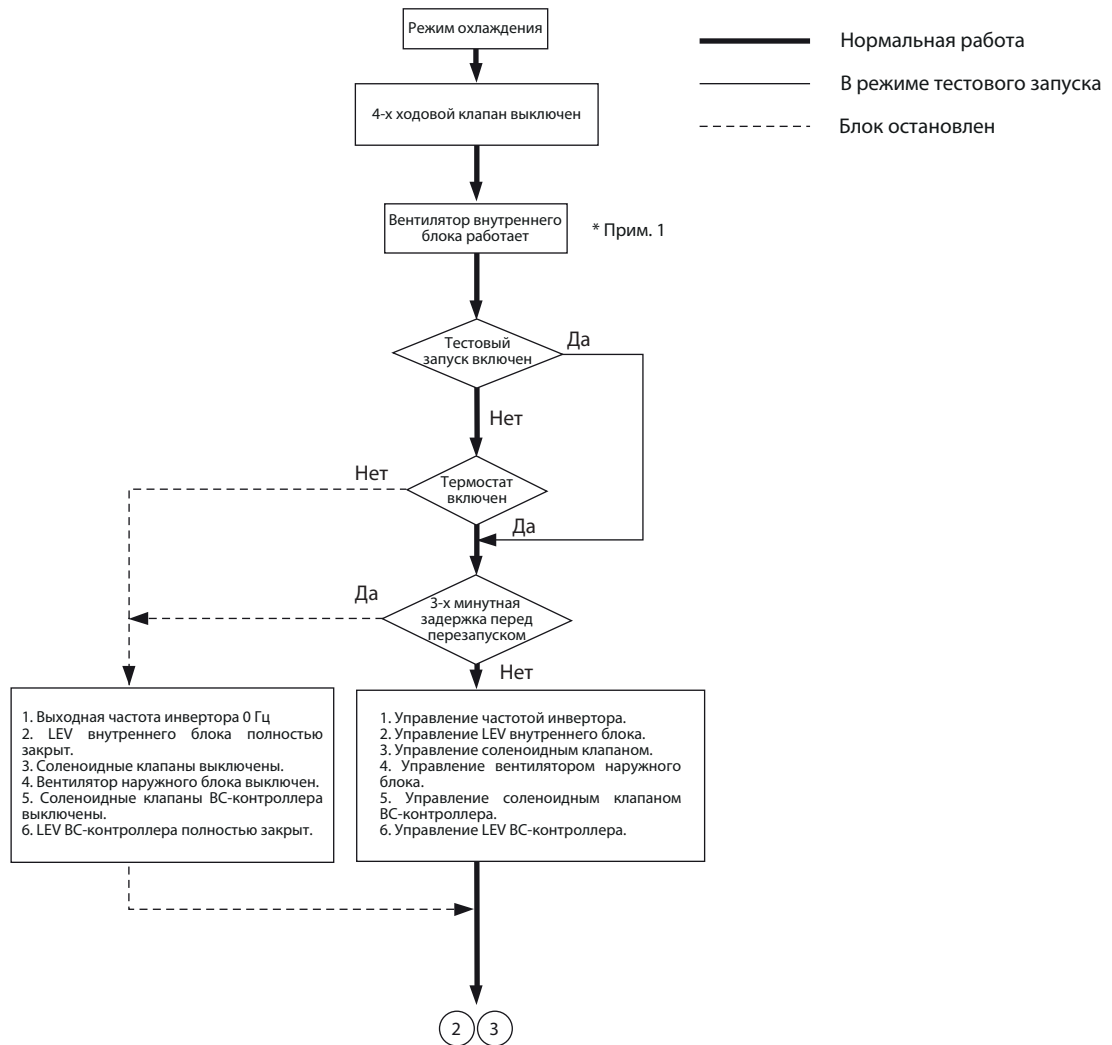 Режим охлаждения
Нормальная работа
В режиме тестового запуска
Блок остановлен
4-х ходовой клапан выключен
Вентилятор внутреннего
блока работает
* Прим. 1
Тестовый
запуск включен
Да
Нет
Термостат
включен
Нет
Да
3-х минутная
задержка перед
перезапуском
Да
Нет
1. Выходная частота инвертора 0 Гц
2. LEV внутреннего блока полностью
закрыт.
3. Соленоидные клапаны выключены.
4. Вентилятор наружного блока выключен.
5. Соленоидные клапаны BC-контроллера
выключены.
6. LEV BC-контроллера полностью закрыт.
1. Управление частотой инвертора.
2. Управление LEV внутреннего блока.
3. Управление соленоидным клапаном.
4. Управление вентилятором наружного
блока.
5. Управление соленоидным клапаном
BC-контроллера.
6. Управление LEV BC-контроллера.
2 3